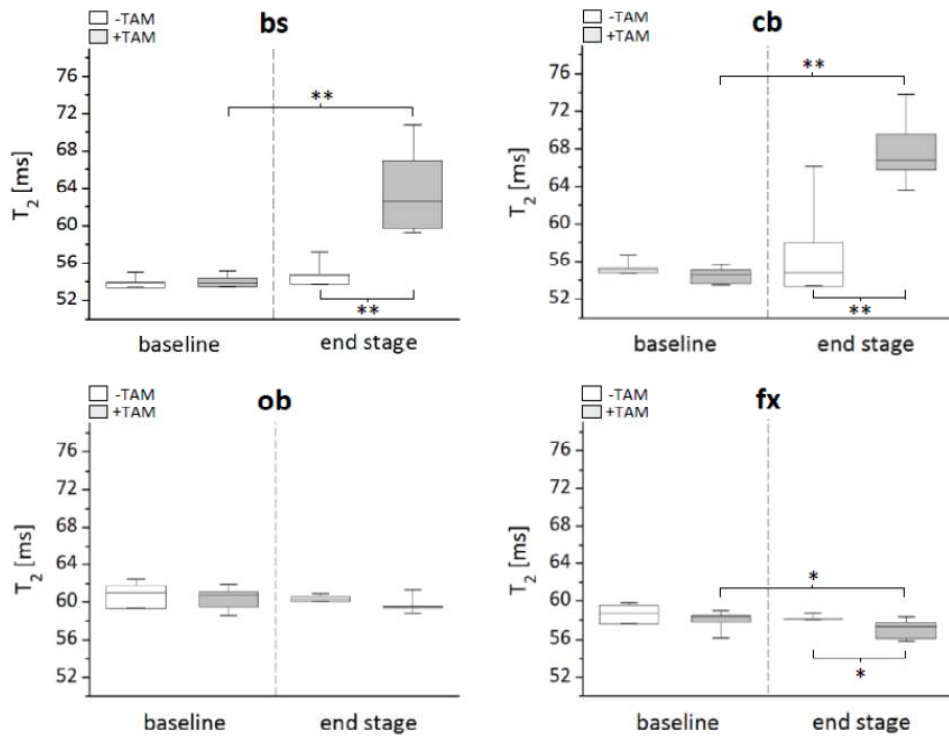 -TAM
+TAM
bs
T2 [ms]
76
72
68
64
60
56
52
**
**
baseline
end stage
-TAM
+TAM
cb
T2 [ms]
76
72
68
66
60
56
52
**
**
baseline
end stage
-TAM
+TAM
ob
T2 [ms]
76
72
68
64
60
56
52
baseline
end stage
-TAM
+TAM
fx
T2 [ms]
76
72
68
64
60
56
52
*
*
baseline
end stage